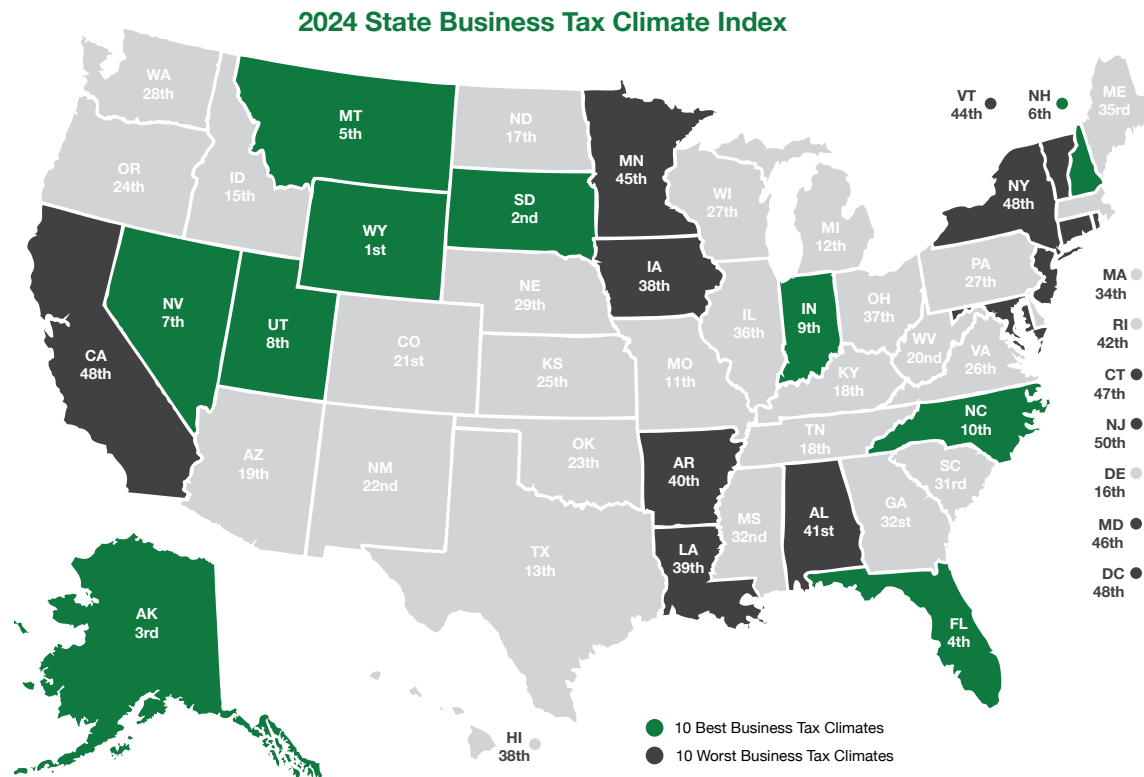 2024 State Business Tax Climate Index
WA
28th
MT
5th
ND
17th
MN
45th
VT
44th
NH
6th
ME
35rd
OR
24th
ID
15th
SD
2nd
WI
27th
MI
12th
NY
48th
WY
1st
IA
38th
PA
27th
MA
34th
NV
7th
UT
8th
NE
29th
IL
36th
IN
9th
OH
37th
RI
42th
CA
48th
CO
21st
KS
25th
MO
11th
KY
18th
WV
20nd
VA
26th
CT
47th
NC
10th
NJ
50th
AZ
19th
NM
22nd
OK
23th
AR
40th
TN
18th
SC
31rd
DE
16th
TX
13th
LA
39th
MS
32nd
AL
41st
GA
32st
MD
46th
DC
48th
AK
3rd
FL
4th
HI
38th
10 Best Business Tax Climates
10 Worst Business Tax Climates